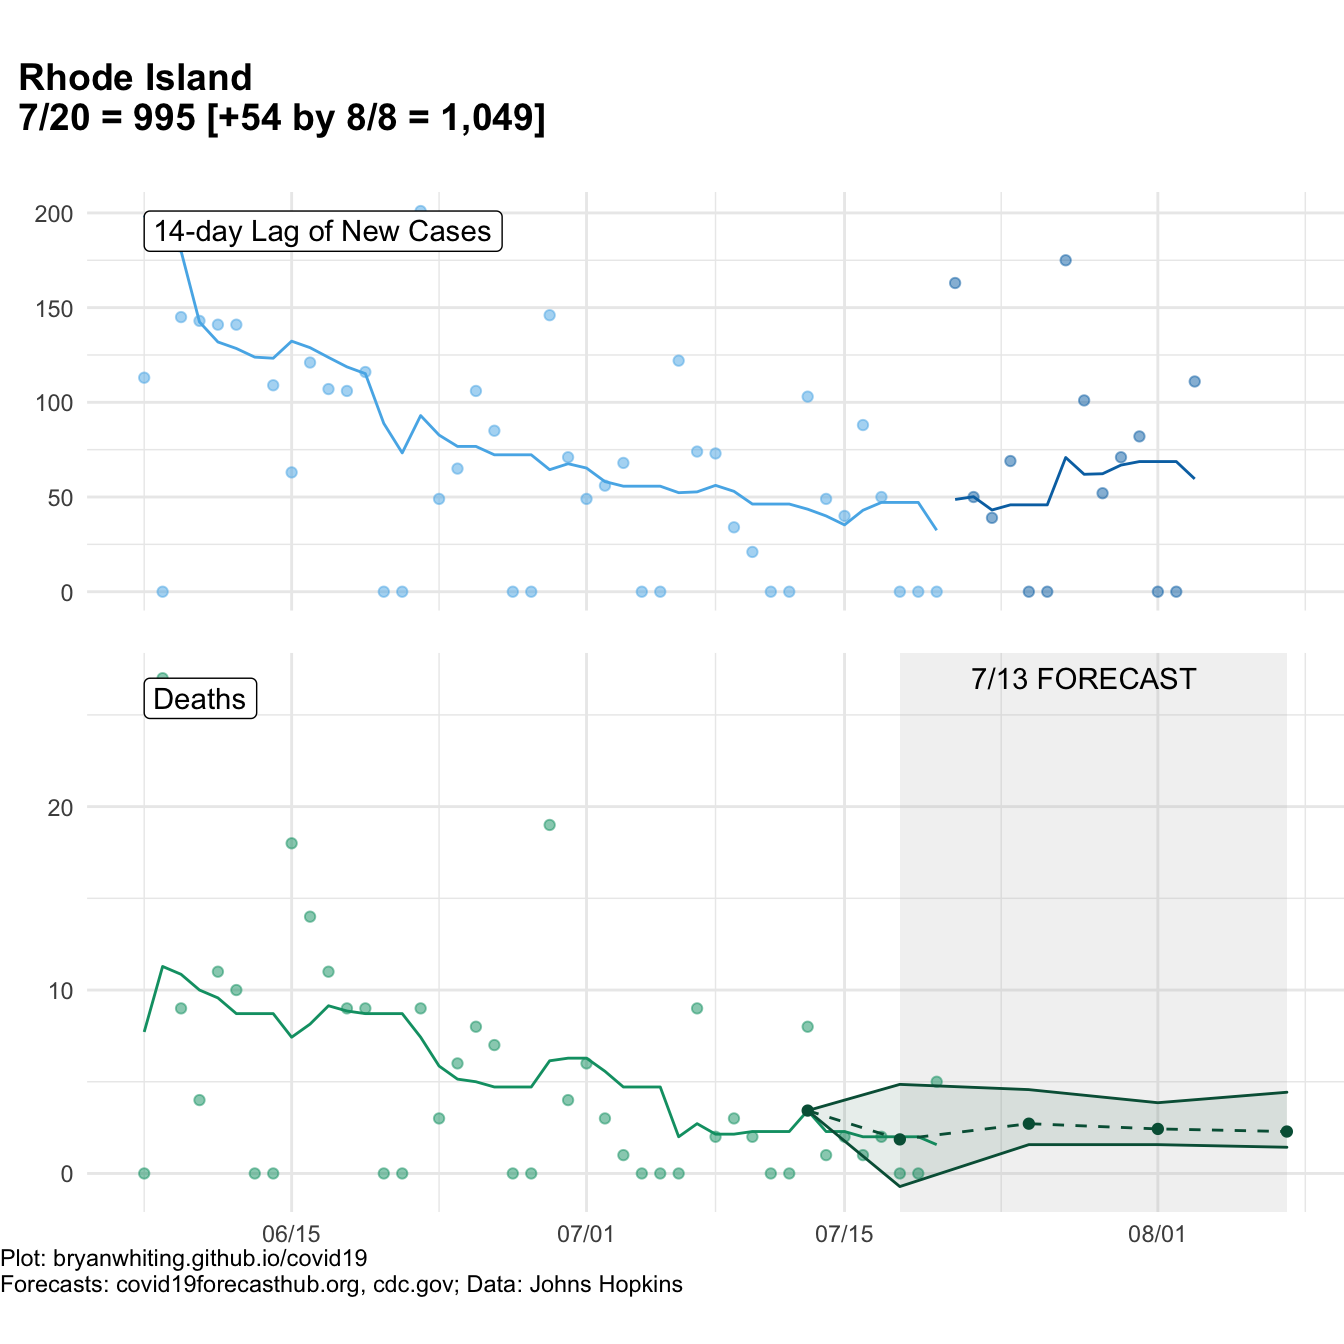 Rhode Island
7/20 = 995 [+54 by 8/8 = 1,049]
200
14-day Lag of New Cases
150
100
50
0
7/13 FORECAST
Deaths
20
10
0
06/15
07/01
07/15
08/01
Plot: bryanwhiting.github.io/covid19
Forecasts: covid19forecasthub.org, cdc.gov; Data: Johns Hopkins